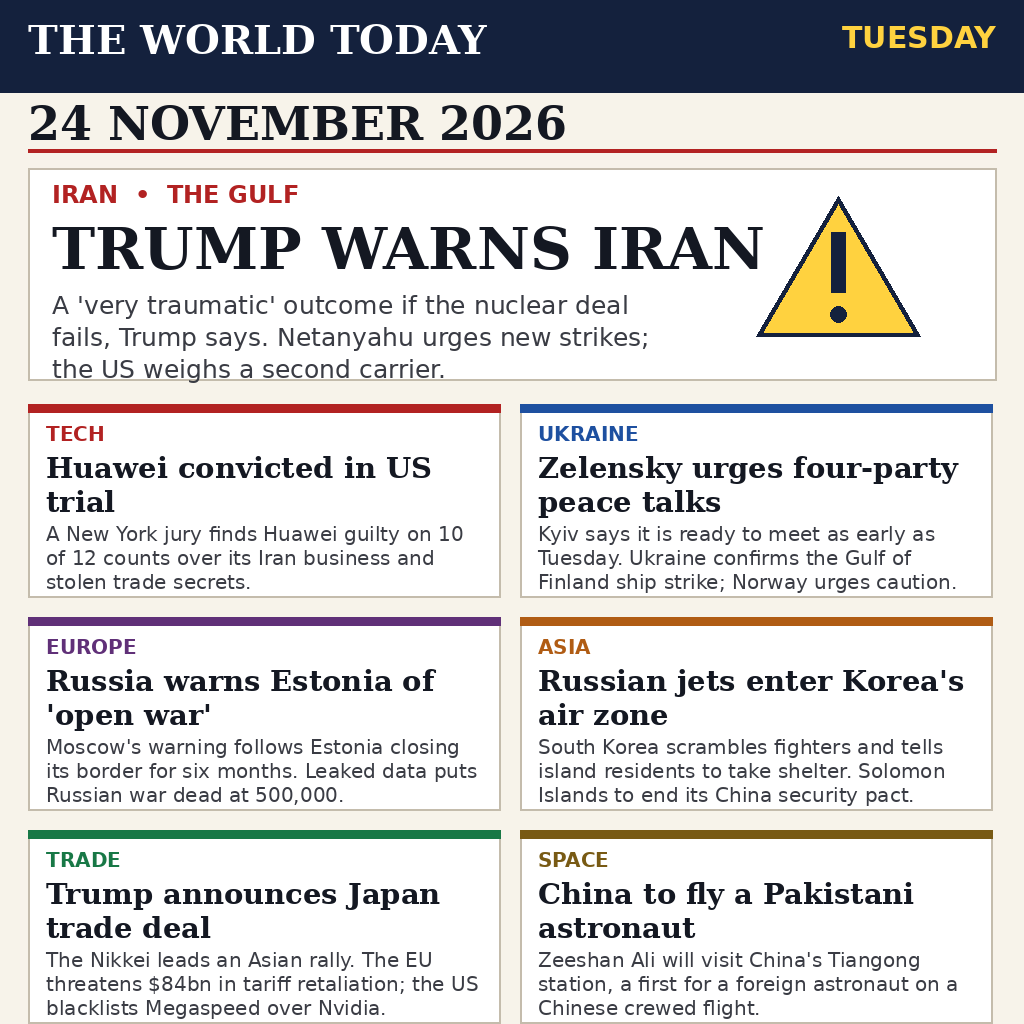 THE WORLD TODAY
TUESDAY
24 NOVEMBER 2026
IRAN • THE GULF
TRUMP WARNS IRAN
A 'very traumatic' outcome if the nuclear deal
fails, Trump says. Netanyahu urges new strikes;
the US weighs a second carrier.
TECH
Huawei convicted in US
trial
A New York jury finds Huawei guilty on 10
of 12 counts over its Iran business and
stolen trade secrets.
UKRAINE
Zelensky urges four-party
peace talks
Kyiv says it is ready to meet as early as
Tuesday. Ukraine confirms the Gulf of
Finland ship strike; Norway urges caution.
EUROPE
Russia warns Estonia of
'open war'
Moscow's warning follows Estonia closing
its border for six months. Leaked data puts
Russian war dead at 500,000.
ASIA
Russian jets enter Korea's
air zone
South Korea scrambles fighters and tells
island residents to take shelter. Solomon
Islands to end its China security pact.
TRADE
Trump announces Japan
trade deal
The Nikkei leads an Asian rally. The EU
threatens $84bn in tariff retaliation; the US
blacklists Megaspeed over Nvidia.
SPACE
China to fly a Pakistani
astronaut
Zeeshan Ali will visit China's Tiangong
station, a first for a foreign astronaut on a
Chinese crewed flight.